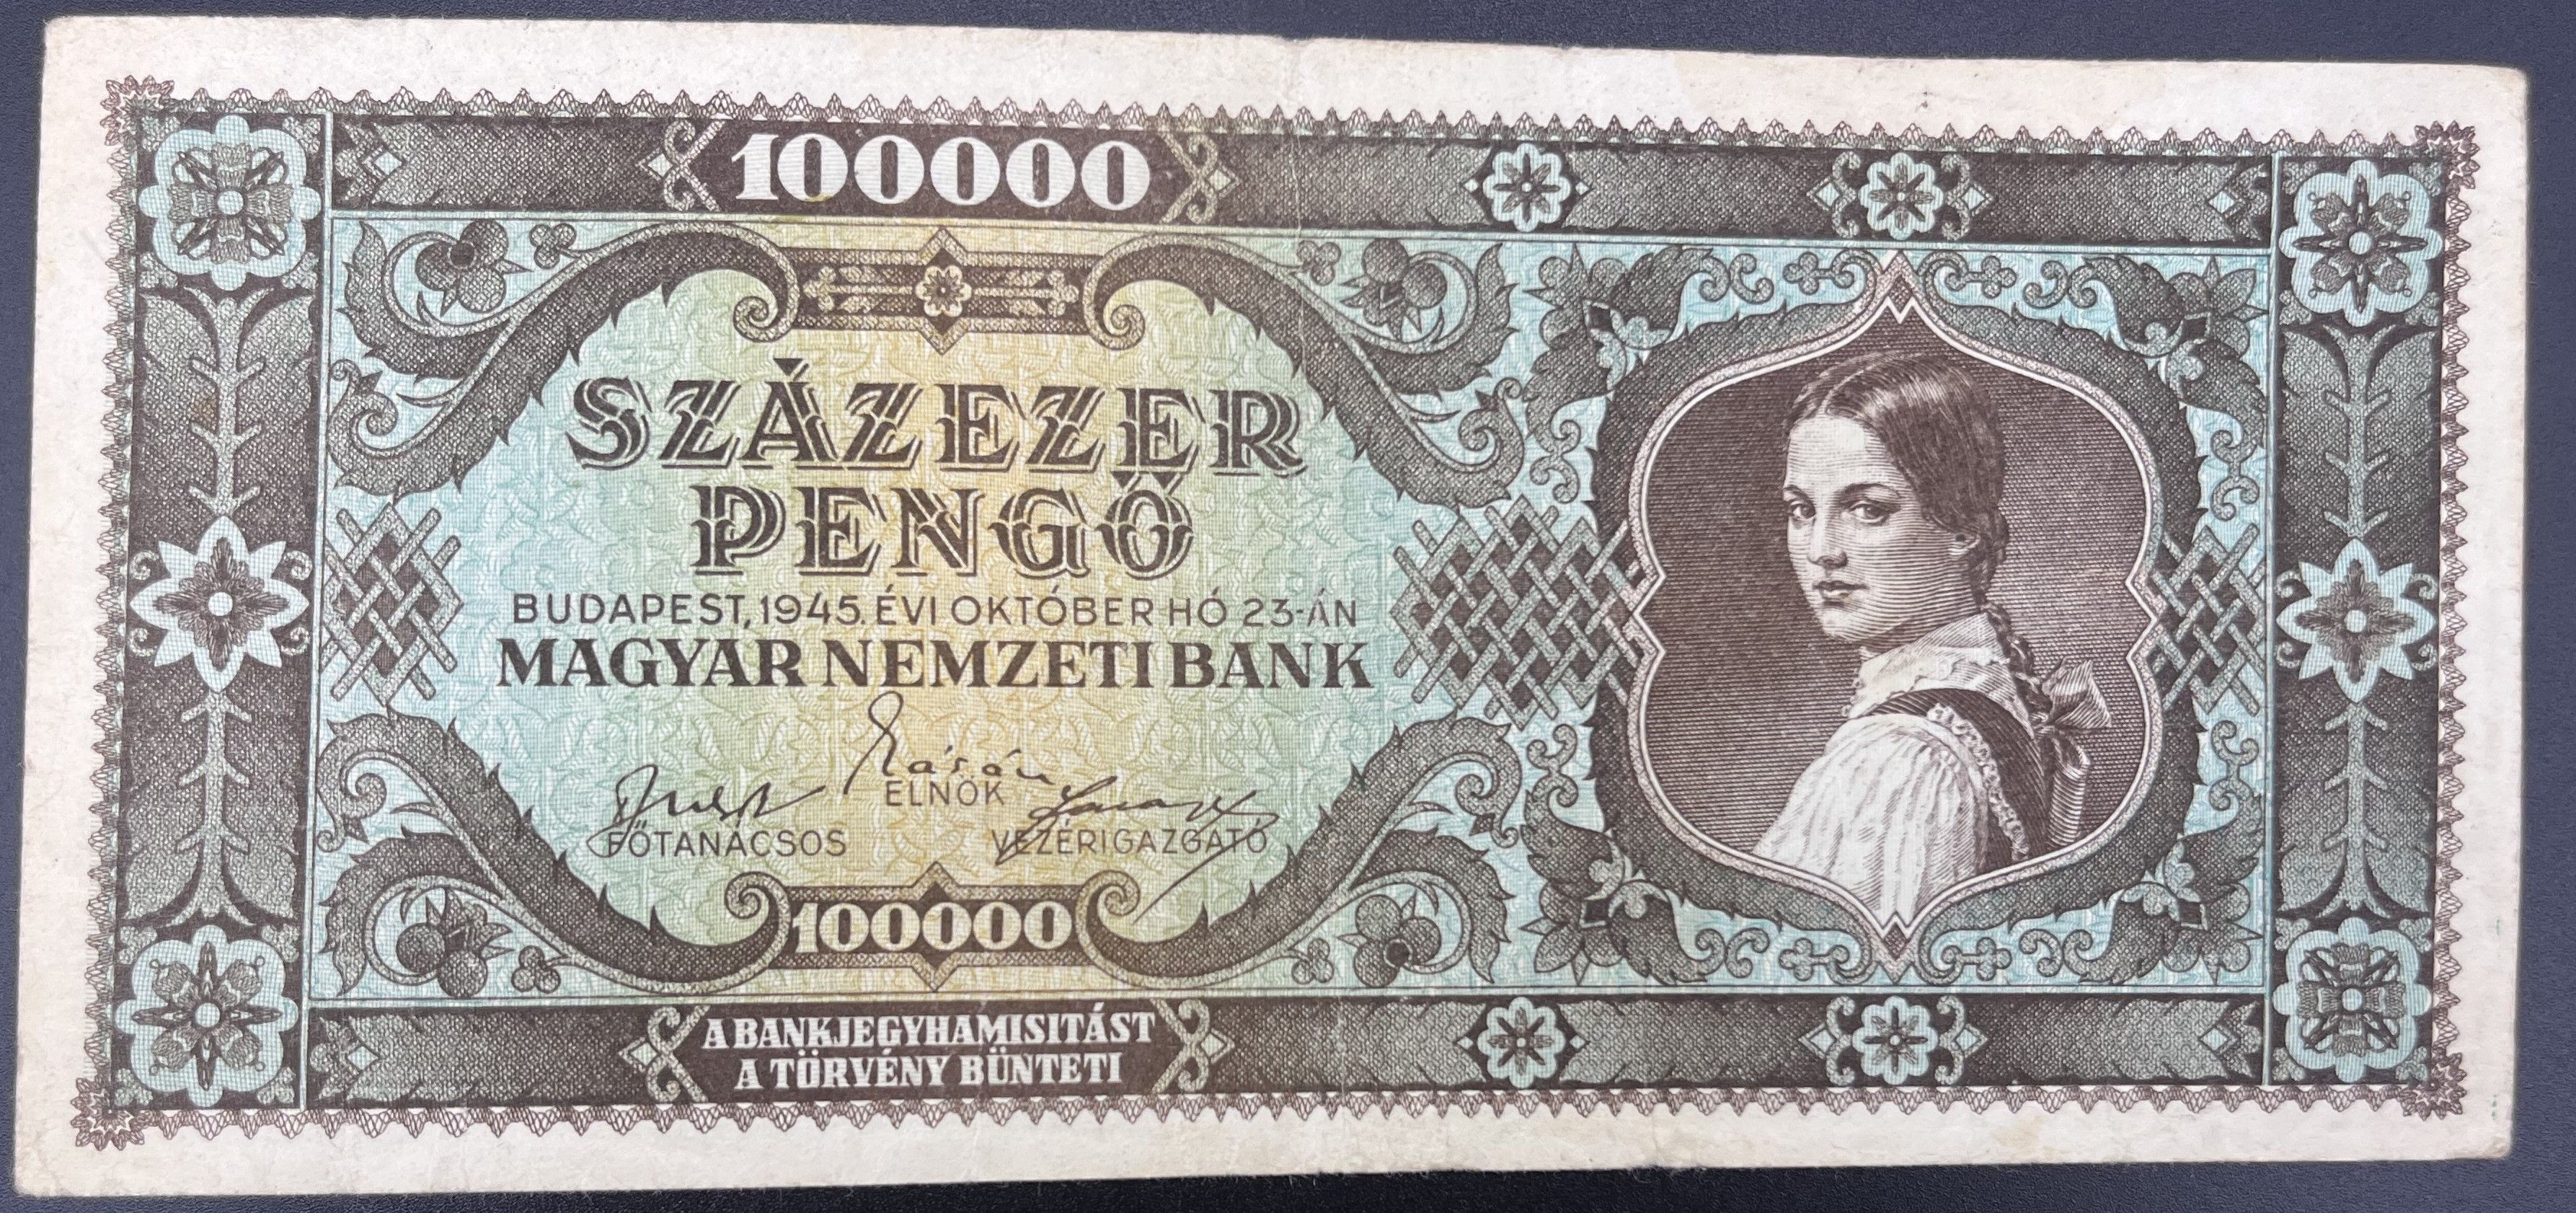 100000
SZÁZEZER
PENGŐ
BUDAPEST, 1945. ÉVI OKTÓBER HÓ 23-ÁN
MAGYAR NEMZETI BANK
ELNÖK
FŐTANÁCSOS VEZÉRIGAZGATÓ
100000
A BANKJEGYHAMISITÁST
A TÖRVÉNY BÜNTETI